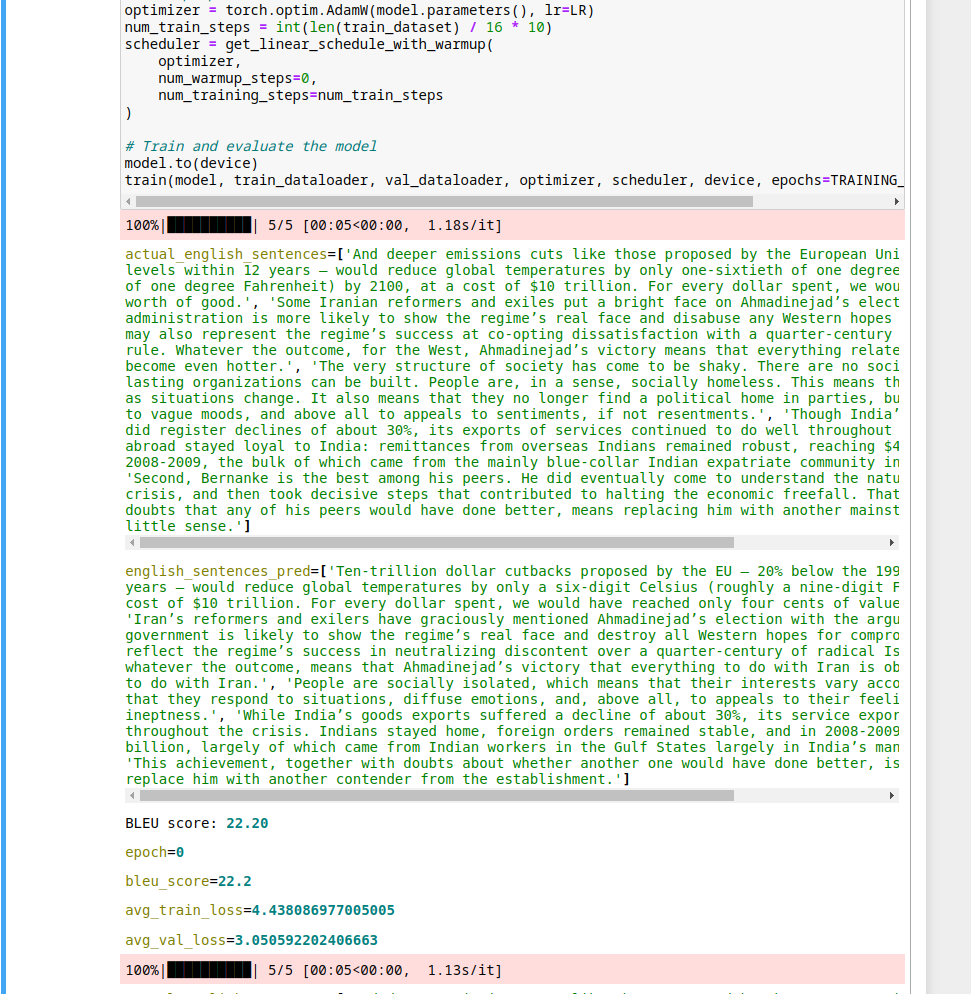 optimizer = torch.optim.AdamW(model.parameters(), lr=LR)
num_train_steps = int(len(train_dataset) / 16 * 10)
scheduler = get_linear_schedule_with_warmup(
    optimizer,
    num_warmup_steps=0,
    num_training_steps=num_train_steps
)
# Train and evaluate the model
model.to(device)
train(model, train_dataloader, val_dataloader, optimizer, scheduler, device, epochs=TRAINING_
100%|██████████| 5/5 [00:05<00:00,  1.18s/it]
actual_english_sentences=['And deeper emissions cuts like those proposed by the European Uni
levels within 12 years – would reduce global temperatures by only one-sixtieth of one degree
of one degree Fahrenheit) by 2100, at a cost of $10 trillion. For every dollar spent, we wou
worth of good.', 'Some Iranian reformers and exiles put a bright face on Ahmadinejad’s elect
administration is more likely to show the regime’s real face and disabuse any Western hopes
may also represent the regime’s success at co-opting dissatisfaction with a quarter-century
rule. Whatever the outcome, for the West, Ahmadinejad’s victory means that everything relate
become even hotter.', 'The very structure of society has come to be shaky. There are no soci
lasting organizations can be built. People are, in a sense, socially homeless. This means th
as situations change. It also means that they no longer find a political home in parties, bu
to vague moods, and above all to appeals to sentiments, if not resentments.', 'Though India’
did register declines of about 30%, its exports of services continued to do well throughout
abroad stayed loyal to India: remittances from overseas Indians remained robust, reaching $4
2008-2009, the bulk of which came from the mainly blue-collar Indian expatriate community in
'Second, Bernanke is the best among his peers. He did eventually come to understand the natu
crisis, and then took decisive steps that contributed to halting the economic freefall. That
doubts that any of his peers would have done better, means replacing him with another mainst
little sense.']
english_sentences_pred=['Ten-trillion dollar cutbacks proposed by the EU – 20% below the 199
years – would reduce global temperatures by only a six-digit Celsius (roughly a nine-digit F
cost of $10 trillion. For every dollar spent, we would have reached only four cents of value
'Iran’s reformers and exilers have graciously mentioned Ahmadinejad’s election with the argu
government is likely to show the regime’s real face and destroy all Western hopes for compro
reflect the regime’s success in neutralizing discontent over a quarter-century of radical Is
whatever the outcome, means that Ahmadinejad’s victory that everything to do with Iran is ob
to do with Iran.', 'People are socially isolated, which means that their interests vary acco
that they respond to situations, diffuse emotions, and, above all, to appeals to their feeli
ineptness.', 'While India’s goods exports suffered a decline of about 30%, its service expor
throughout the crisis. Indians stayed home, foreign orders remained stable, and in 2008-2009
billion, largely of which came from Indian workers in the Gulf States largely in India’s man
'This achievement, together with doubts about whether another one would have done better, is
replace him with another contender from the establishment.']
BLEU score: 22.20
epoch=0
bleu_score=22.2
avg_train_loss=4.438086977005005
avg_val_loss=3.050592202406663
100%|██████████| 5/5 [00:05<00:00,  1.13s/it]